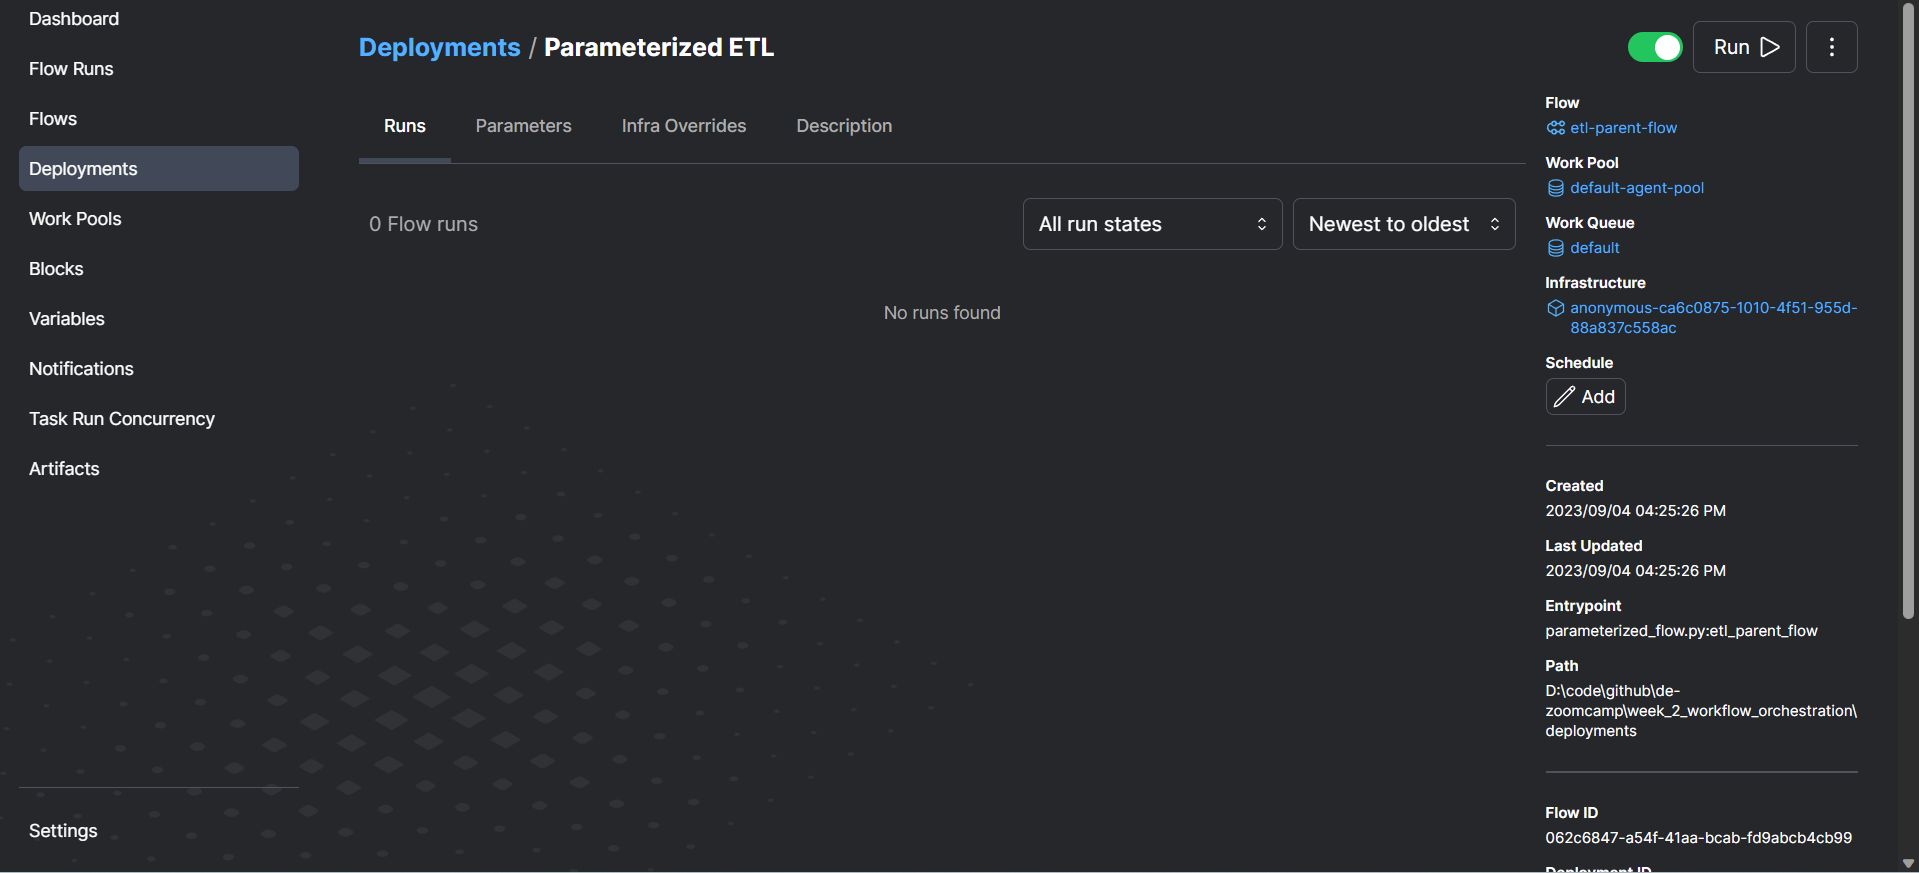 Dashboard
Flow Runs
Flows
Deployments
Work Pools
Blocks
Variables
Notifications
Task Run Concurrency
Artifacts
Settings
Deployments / Parameterized ETL
Run
Runs Parameters Infra Overrides Description
0 Flow runs
All run states
Newest to oldest
No runs found
Flow
etl-parent-flow
Work Pool
default-agent-pool
Work Queue
default
Infrastructure
anonymous-ca6c0875-1010-4f51-955d-
88a837c558ac
Schedule
Add
Created
2023/09/04 04:25:26 PM
Last Updated
2023/09/04 04:25:26 PM
Entrypoint
parameterized_flow.py:etl_parent_flow
Path
D:\code\github\de-
zoomcamp\week_2_workflow_orchestration\
deployments
Flow ID
062c6847-a54f-41aa-bcab-fd9abcb4cb99
Deployment ID